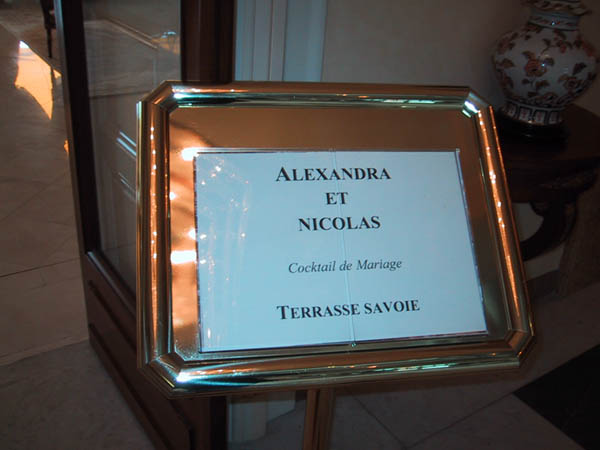 ALEXANDRA
ET
NICOLAS
Cocktail de Mariage
TERRASSE SAVOIE